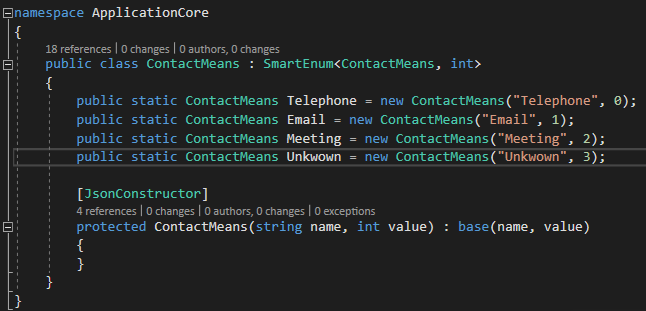 namespace ApplicationCore
{
18 references | 0 changes | 0 authors, 0 changes
public class ContactMeans : SmartEnum<ContactMeans, int>
{
public static ContactMeans Telephone = new ContactMeans("Telephone", 0);
public static ContactMeans Email = new ContactMeans("Email", 1);
public static ContactMeans Meeting = new ContactMeans("Meeting", 2);
public static ContactMeans Unkwown = new ContactMeans("Unkwown", 3);
[JsonConstructor]
4 references | 0 changes | 0 authors, 0 changes | 0 exceptions
protected ContactMeans(string name, int value) : base(name, value)
{
}
}
}